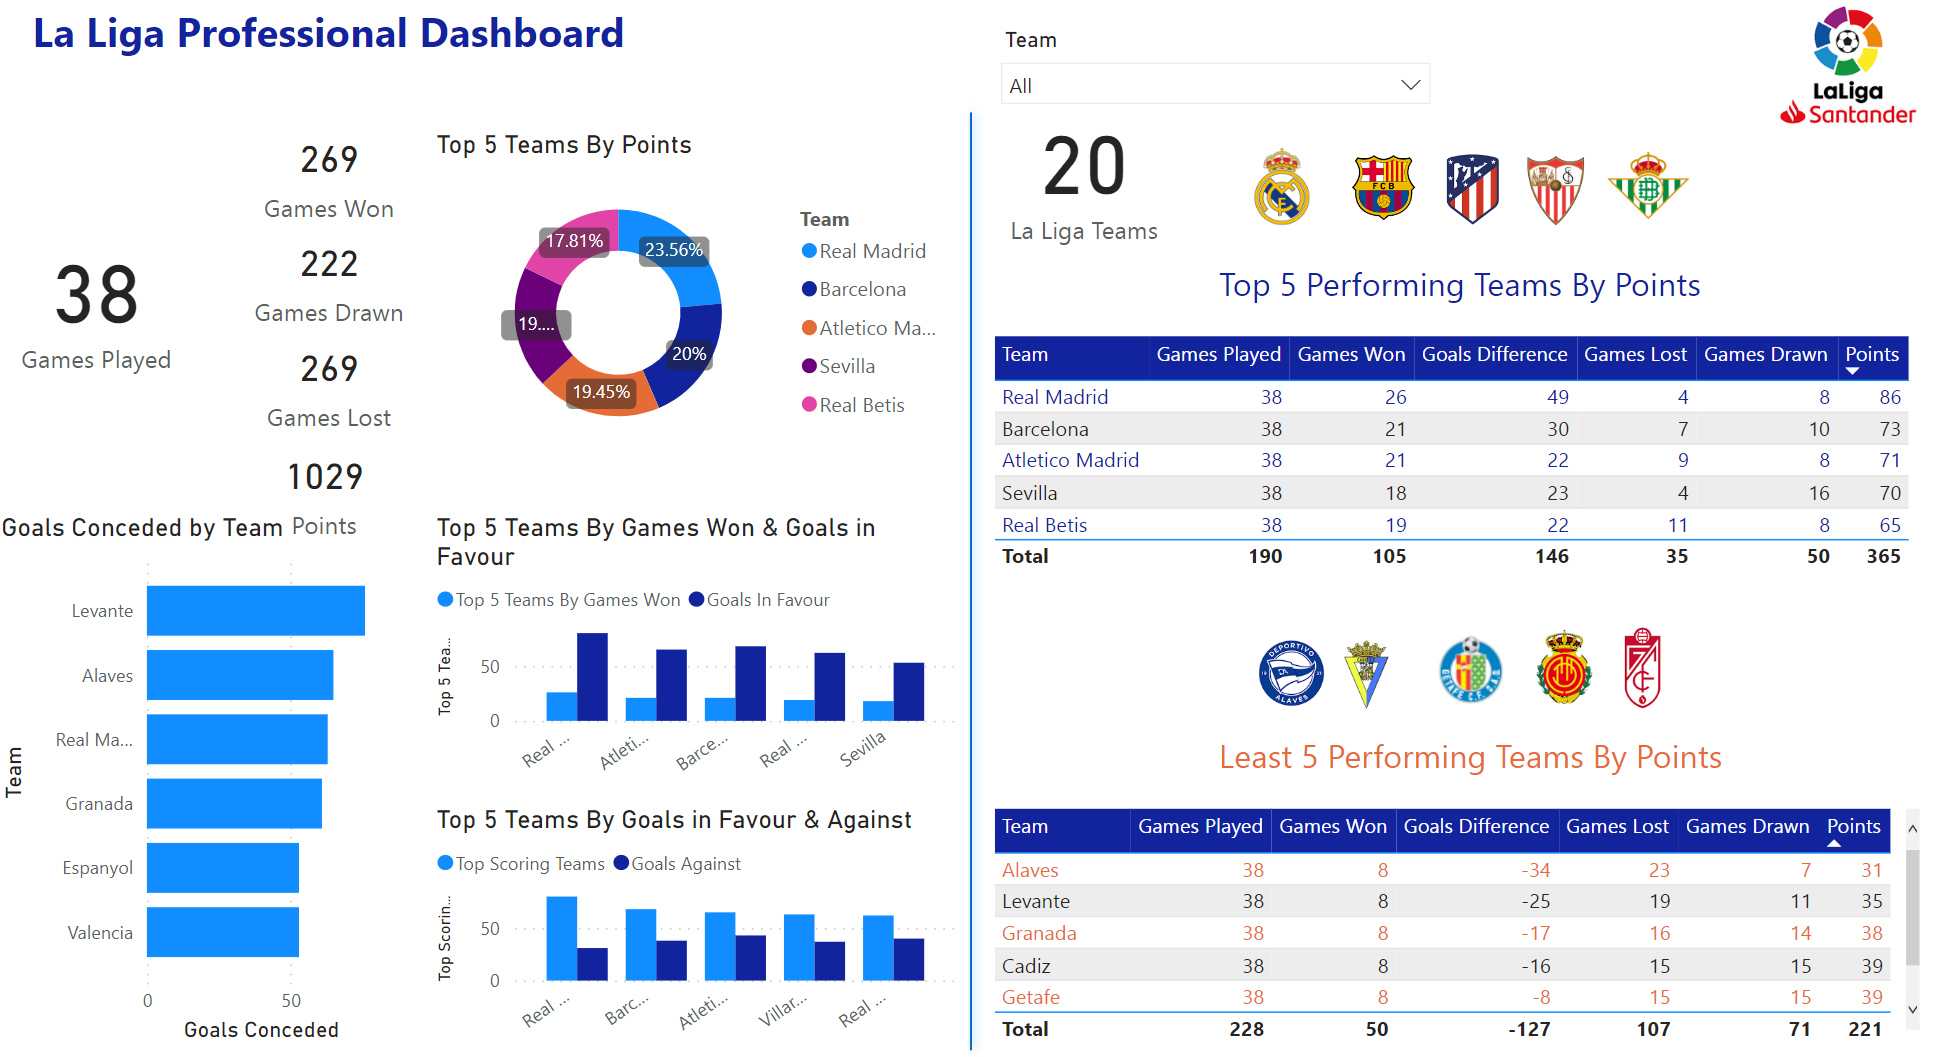 La Liga Professional Dashboard
Team
All
LaLiga
Santander
38
Games Played
269
Games Won
222
Games Drawn
269
Games Lost
1029
Points
Top 5 Teams By Points
17.81%
23.56%
19....
20%
19.45%
Team
Real Madrid
Barcelona
Atletico Ma...
Sevilla
Real Betis
20
La Liga Teams
FCB
Top 5 Performing Teams By Points
Team Games Played Games Won Goals Difference Games Lost Games Drawn Points
Real Madrid 38 26 49 4 8 86
Barcelona 38 21 30 7 10 73
Atletico Madrid 38 21 22 9 8 71
Sevilla 38 18 23 4 16 70
Real Betis 38 19 22 11 8 65
Total 190 105 146 35 50 365
Goals Conceded by Team
Team
Levante
Alaves
Real Ma...
Granada
Espanyol
Valencia
0 50
Goals Conceded
Top 5 Teams By Games Won & Goals in
Favour
Top 5 Teams By Games Won Goals In Favour
Top 5 Tea...
50
0
Real ... Atleti... Barce... Real ... Sevilla
Top 5 Teams By Goals in Favour & Against
Top Scoring Teams Goals Against
Top Scorin...
50
0
Real ... Barc... Atleti... Villar... Real ...
DEPORTIVO
ALAVES
GETAFE C.F. S.A.D.
Least 5 Performing Teams By Points
Team Games Played Games Won Goals Difference Games Lost Games Drawn Points
Alaves 38 8 -34 23 7 31
Levante 38 8 -25 19 11 35
Granada 38 8 -17 16 14 38
Cadiz 38 8 -16 15 15 39
Getafe 38 8 -8 15 15 39
Total 228 50 -127 107 71 221